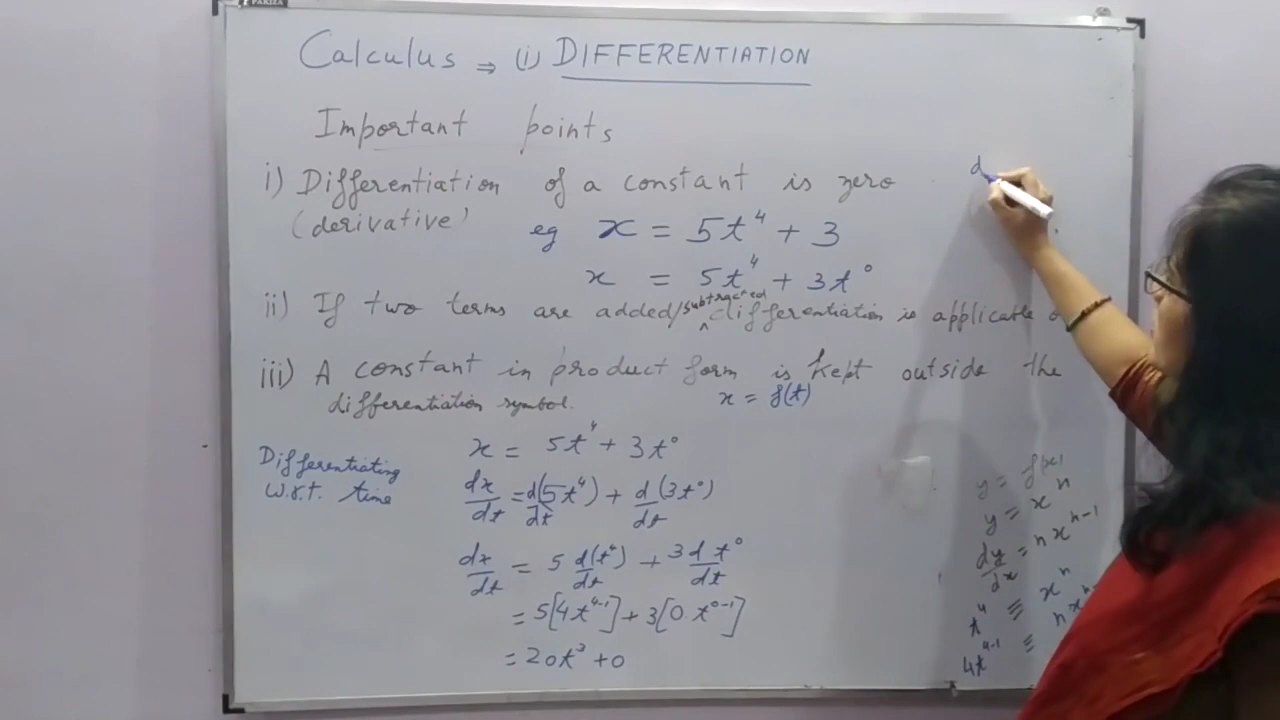 PARIZA
Calculus ⇒ (i) DIFFERENTIATION
Important points
i) Differentiation of a constant is zero
(derivative)
eg x = 5t⁴ + 3
x = 5t⁴ + 3t⁰
ii) If two terms are added/subtracted differentiation is applicable
iii) A constant in product form is kept outside the
differentiation symbol.
x = f(t)
Differentiating
w.r.t. time
x = 5t⁴ + 3t⁰
dx/dt = d(5t⁴)/dt + d(3t⁰)/dt
dx/dt = 5 d(t⁴)/dt + 3 d t⁰/dt
= 5[4t⁴⁻¹] + 3[0 t⁰⁻¹]
= 20t³ + 0
d
y = f(x)
y = xⁿ
dy/dx = nxⁿ⁻¹
t⁴ ≡ xⁿ
4t⁴⁻¹ ≡ nxⁿ